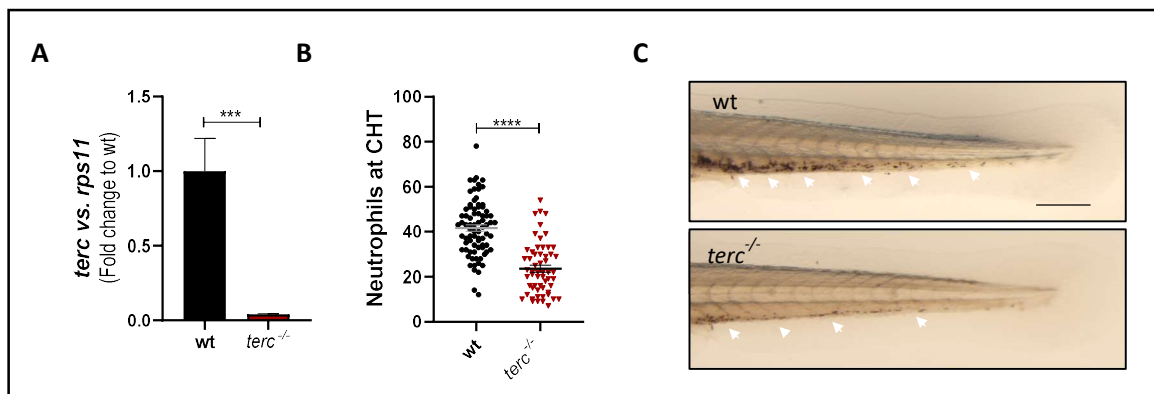 A
B
C
terc vs. rps11
(Fold change to wt)
1.5
1.0
0.5
0.0
***
wt
terc-/-
Neutrophils at CHT
100
80
60
40
20
0
****
wt
terc-/-
wt
terc-/-